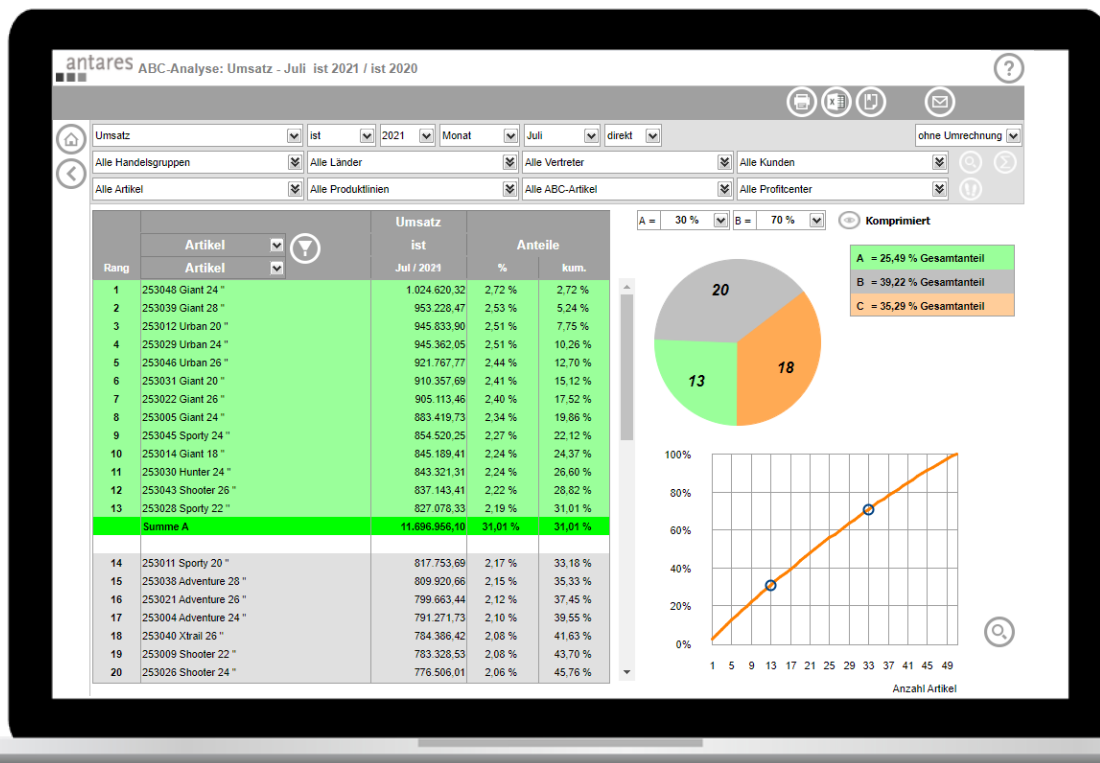 antares ABC-Analyse: Umsatz - Juli ist 2021 / ist 2020
?
Umsatz ist 2021 Monat Juli direkt ohne Umrechnung
Alle Handelsgruppen Alle Länder Alle Vertreter Alle Kunden
Alle Artikel Alle Produktlinien Alle ABC-Artikel Alle Profitcenter
A = 30 % B = 70 % Komprimiert
Umsatz
Artikel ist Anteile
Rang Artikel Jul / 2021 % kum.
1 253048 Giant 24 " 1.024.620,32 2,72 % 2,72 %
2 253039 Giant 28 " 953.228,47 2,53 % 5,24 %
3 253012 Urban 20 " 945.833,90 2,51 % 7,75 %
4 253029 Urban 24 " 945.362,05 2,51 % 10,26 %
5 253046 Urban 26 " 921.767,77 2,44 % 12,70 %
6 253031 Giant 20 " 910.357,69 2,41 % 15,12 %
7 253022 Giant 26 " 905.113,46 2,40 % 17,52 %
8 253005 Giant 24 " 883.419,73 2,34 % 19,86 %
9 253045 Sporty 24 " 854.520,25 2,27 % 22,12 %
10 253014 Giant 18 " 845.189,41 2,24 % 24,37 %
11 253030 Hunter 24 " 843.321,31 2,24 % 26,60 %
12 253043 Shooter 26 " 837.143,41 2,22 % 28,82 %
13 253028 Sporty 22 " 827.078,33 2,19 % 31,01 %
Summe A 11.696.956,10 31,01 % 31,01 %
14 253011 Sporty 20 " 817.753,69 2,17 % 33,18 %
15 253038 Adventure 28 " 809.920,66 2,15 % 35,33 %
16 253021 Adventure 26 " 799.663,44 2,12 % 37,45 %
17 253004 Adventure 24 " 791.271,73 2,10 % 39,55 %
18 253040 Xtrail 26 " 784.386,42 2,08 % 41,63 %
19 253009 Shooter 22 " 783.328,53 2,08 % 43,70 %
20 253026 Shooter 24 " 776.506,01 2,06 % 45,76 %
A = 25,49 % Gesamtanteil
B = 39,22 % Gesamtanteil
C = 35,29 % Gesamtanteil
20
18
13
100%
80%
60%
40%
20%
0%
1 5 9 13 17 21 25 29 33 37 41 45 49
Anzahl Artikel